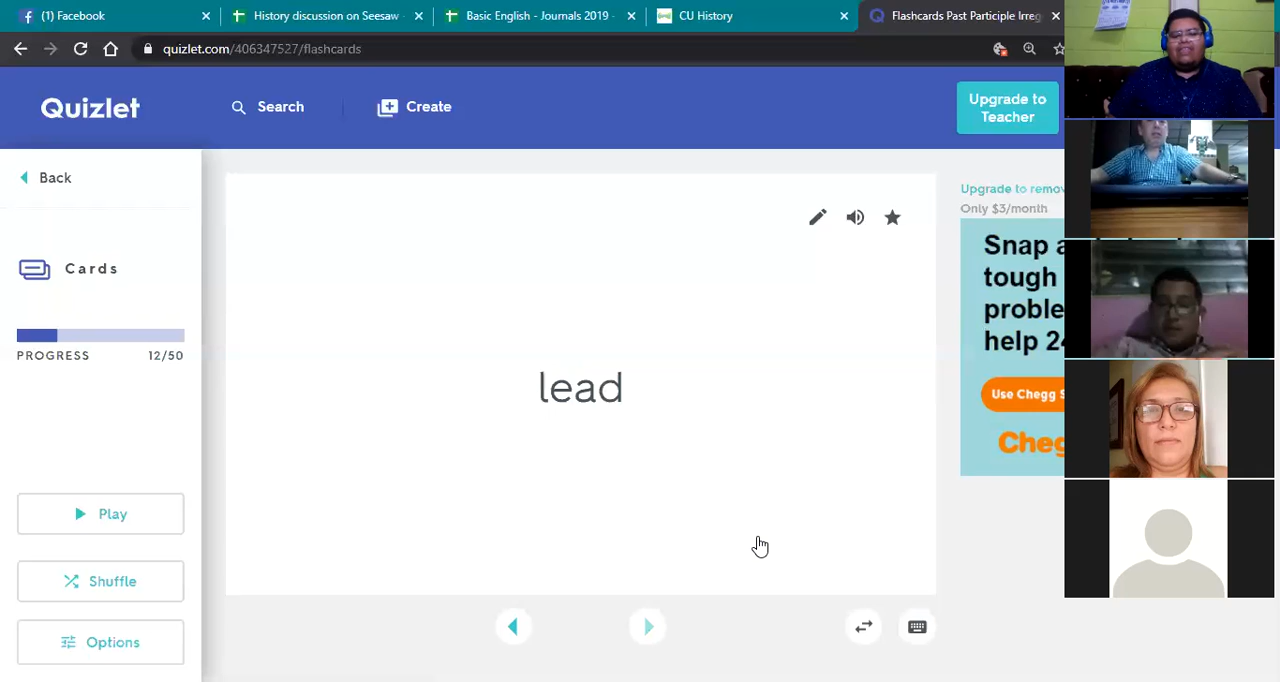 (1) Facebook
History discussion on Seesaw
Basic English - Journals 2019 -
CU History
Flashcards Past Participle Irreg
quizlet.com/406347527/flashcards
Quizlet
Search
Create
Upgrade to
Teacher
Back
Upgrade to remov
Only $3/month
Cards
Snap a
tough
proble
help 24
PROGRESS 12/50
lead
Use Chegg S
Cheg
Play
Shuffle
Options